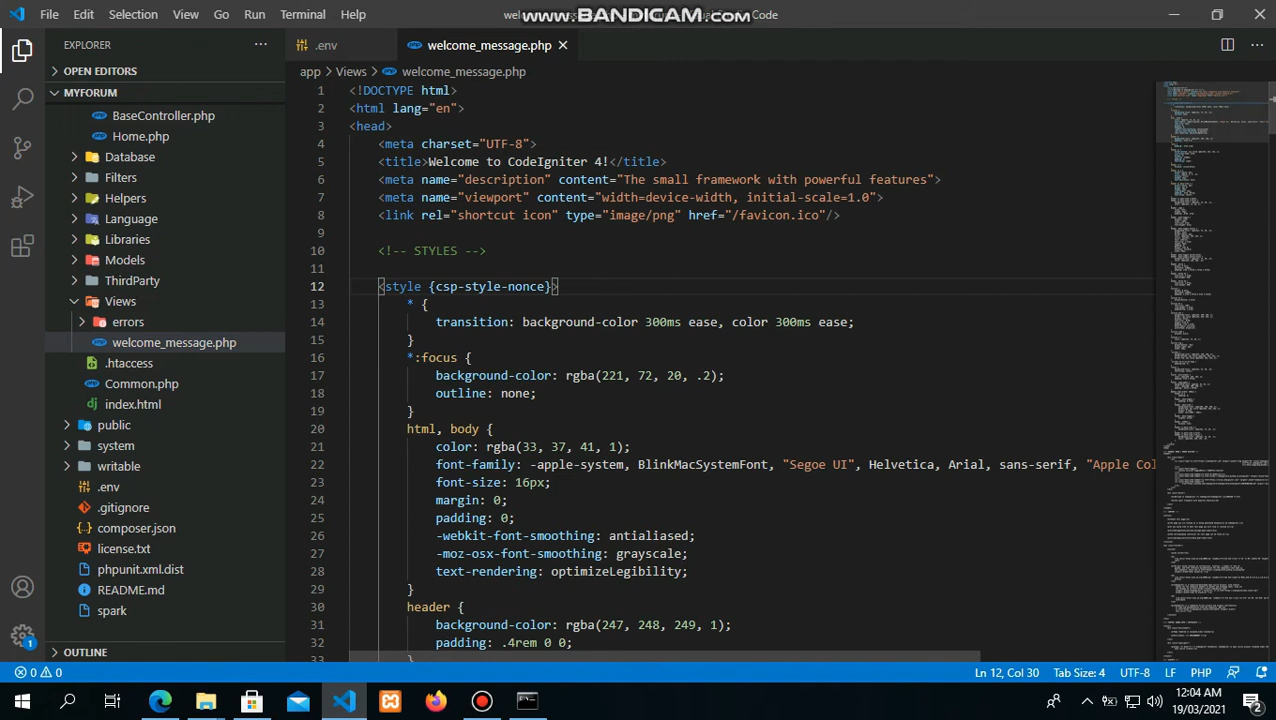 File Edit Selection View Go Run Terminal Help
www.BANDICAM.com
Code
EXPLORER
OPEN EDITORS
MYFORUM
BaseController.php
Home.php
Database
Filters
Helpers
Language
Libraries
Models
ThirdParty
Views
errors
welcome_message.php
.htaccess
Common.php
index.html
public
system
writable
.env
.gitignore
composer.json
license.txt
phpunit.xml.dist
README.md
spark
OUTLINE
.env
welcome_message.php
app > Views > welcome_message.php
1 <!DOCTYPE html>
2 <html lang="en">
3 <head>
4 <meta charset="UTF-8">
5 <title>Welcome to CodeIgniter 4!</title>
6 <meta name="description" content="The small framework with powerful features">
7 <meta name="viewport" content="width=device-width, initial-scale=1.0">
8 <link rel="shortcut icon" type="image/png" href="/favicon.ico"/>
9
10 <!-- STYLES -->
11
12 <style {csp-style-nonce}>
13 * {
14 transition: background-color 300ms ease, color 300ms ease;
15 }
16 *:focus {
17 background-color: rgba(221, 72, 20, .2);
18 outline: none;
19 }
20 html, body {
21 color: rgba(33, 37, 41, 1);
22 font-family: -apple-system, BlinkMacSystemFont, "Segoe UI", Helvetica, Arial, sans-serif, "Apple Col
23 font-size: 16px;
24 margin: 0;
25 padding: 0;
26 -webkit-font-smoothing: antialiased;
27 -moz-osx-font-smoothing: grayscale;
28 text-rendering: optimizeLegibility;
29 }
30 header {
31 background-color: rgba(247, 248, 249, 1);
32 padding: .4rem 0 0;
33 }
0 0
Ln 12, Col 30 Tab Size: 4 UTF-8 LF PHP
1
12:04 AM
19/03/2021
2